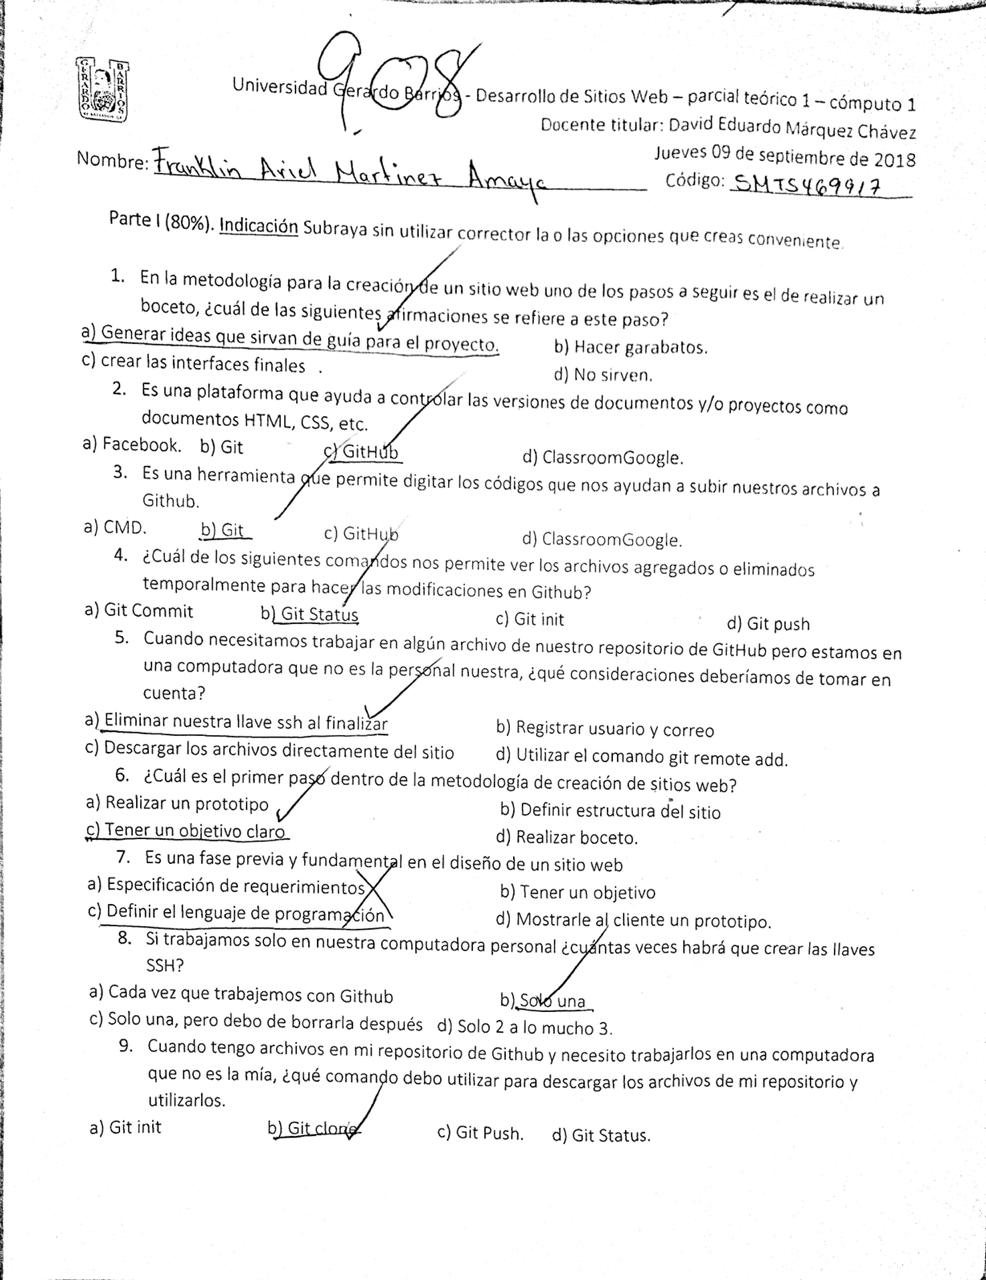 9.08
GERARDO BARRIOS
Universidad Gerardo Barrios - Desarrollo de Sitios Web – parcial teórico 1 – cómputo 1
Docente titular: David Eduardo Márquez Chávez
Jueves 09 de septiembre de 2018
Nombre: Franklin Ariel Martinez Amaya Código: SMTS469917
Parte I (80%). Indicación Subraya sin utilizar corrector la o las opciones que creas conveniente.
1. En la metodología para la creación de un sitio web uno de los pasos a seguir es el de realizar un
boceto, ¿cuál de las siguientes afirmaciones se refiere a este paso?
a) Generar ideas que sirvan de guía para el proyecto. b) Hacer garabatos.
c) crear las interfaces finales . d) No sirven.
2. Es una plataforma que ayuda a controlar las versiones de documentos y/o proyectos como
documentos HTML, CSS, etc.
a) Facebook. b) Git c) GitHub d) ClassroomGoogle.
3. Es una herramienta que permite digitar los códigos que nos ayudan a subir nuestros archivos a
Github.
a) CMD. b) Git c) GitHub d) ClassroomGoogle.
4. ¿Cuál de los siguientes comandos nos permite ver los archivos agregados o eliminados
temporalmente para hacer las modificaciones en Github?
a) Git Commit b) Git Status c) Git init d) Git push
5. Cuando necesitamos trabajar en algún archivo de nuestro repositorio de GitHub pero estamos en
una computadora que no es la personal nuestra, ¿qué consideraciones deberíamos de tomar en
cuenta?
a) Eliminar nuestra llave ssh al finalizar b) Registrar usuario y correo
c) Descargar los archivos directamente del sitio d) Utilizar el comando git remote add.
6. ¿Cuál es el primer paso dentro de la metodología de creación de sitios web?
a) Realizar un prototipo b) Definir estructura del sitio
c) Tener un objetivo claro d) Realizar boceto.
7. Es una fase previa y fundamental en el diseño de un sitio web
a) Especificación de requerimientos b) Tener un objetivo
c) Definir el lenguaje de programación d) Mostrarle al cliente un prototipo.
8. Si trabajamos solo en nuestra computadora personal ¿cuántas veces habrá que crear las llaves
SSH?
a) Cada vez que trabajemos con Github b) Solo una
c) Solo una, pero debo de borrarla después d) Solo 2 a lo mucho 3.
9. Cuando tengo archivos en mi repositorio de Github y necesito trabajarlos en una computadora
que no es la mía, ¿qué comando debo utilizar para descargar los archivos de mi repositorio y
utilizarlos.
a) Git init b) Git clone c) Git Push. d) Git Status.